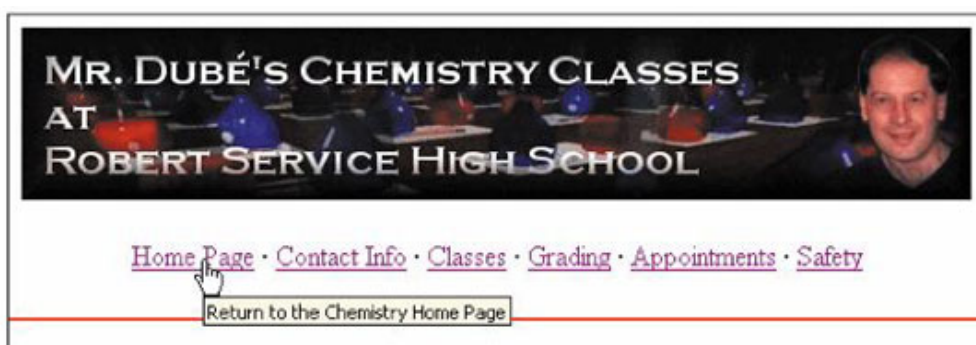 Mr. Dubé's Chemistry Classes
at
Robert Service High School
Home Page · Contact Info · Classes · Grading · Appointments · Safety
Return to the Chemistry Home Page